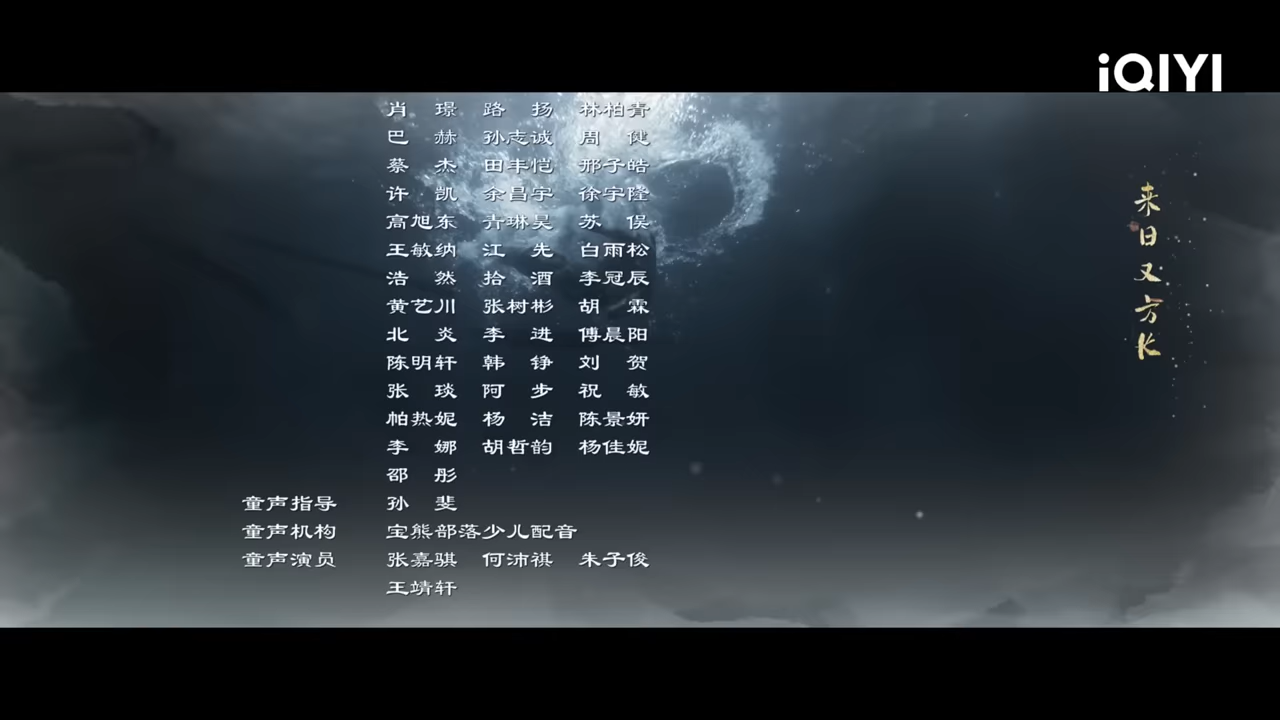 iQIYI
肖 璟 路 扬 林柏青
巴 赫 孙志诚 周 健
蔡 杰 田丰恺 邢子皓
许 凯 余昌宇 徐宇隆
高旭东 亓琳昊 苏 俣
王敏纳 江 先 白雨松
浩 然 拾 酒 李冠辰
黄艺川 张树彬 胡 霖
北 炎 李 进 傅晨阳
陈明轩 韩 铮 刘 贺
张 琰 阿 步 祝 敏
帕热妮 杨 洁 陈景妍
李 娜 胡哲韵 杨佳妮
邵 彤
童声指导 孙 斐
童声机构 宝熊部落少儿配音
童声演员 张嘉骐 何沛祺 朱子俊
王靖轩
来日又方长